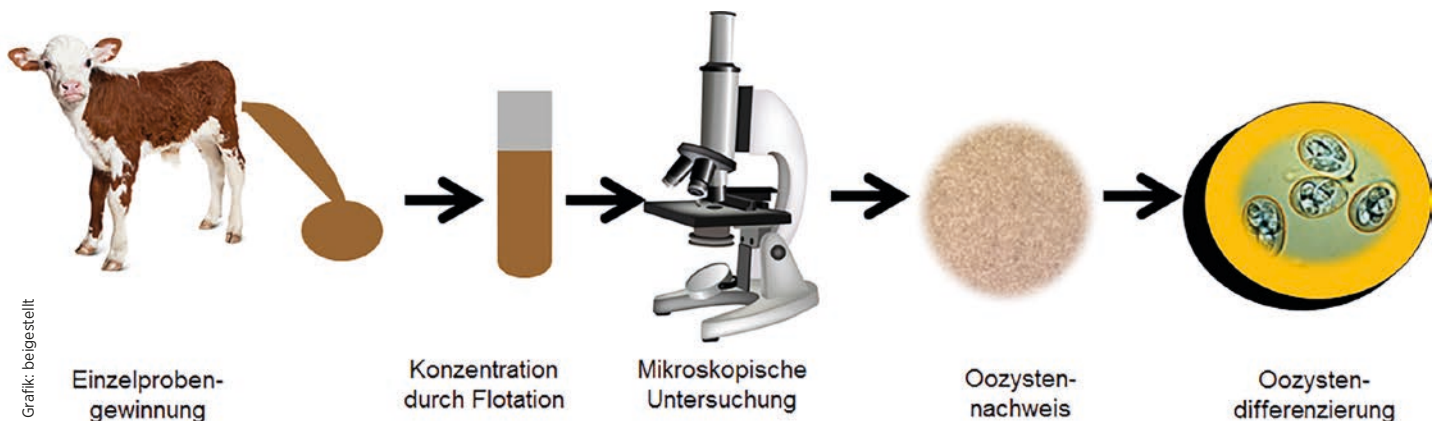 Grafik: beigestellt
Einzelproben-
gewinnung
Konzentration
durch Flotation
Mikroskopische
Untersuchung
Oozysten-
nachweis
Oozysten-
differenzierung